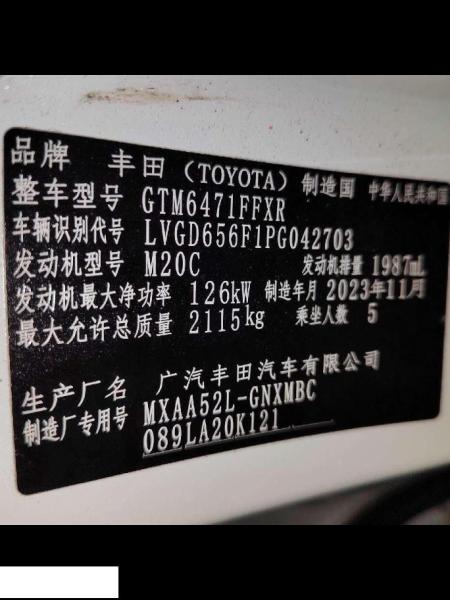 品牌 丰田（TOYOTA） 制造国 中华人民共和国
整车型号 GTM6471FFXR
车辆识别代号 LVGD656F1PG042703
发动机型号 M20C 发动机排量 1987mL
发动机最大净功率 126kW 制造年月 2023年11月
最大允许总质量 2115kg 乘坐人数 5
生产厂名 广汽丰田汽车有限公司
制造厂专用号 MXAA52L-GNXMBC
089LA20K121